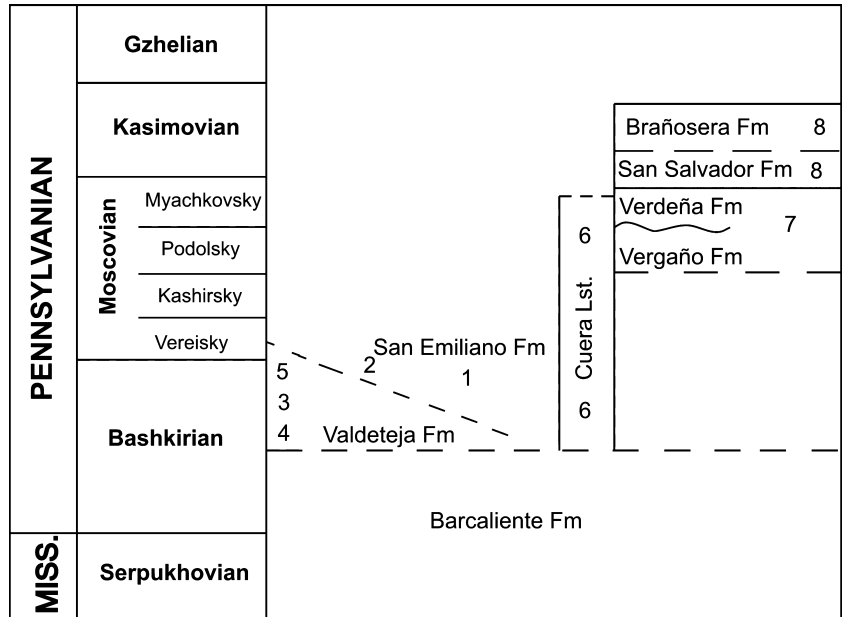 PENNSYLVANIAN
MISS.
Gzhelian
Kasimovian
Moscovian
Myachkovsky
Podolsky
Kashirsky
Vereisky
Bashkirian
Serpukhovian
5
3
4
2
San Emiliano Fm
1
Valdeteja Fm
Barcaliente Fm
6
Cuera Lst.
6
Brañosera Fm 8
San Salvador Fm 8
Verdeña Fm
7
Vergaño Fm